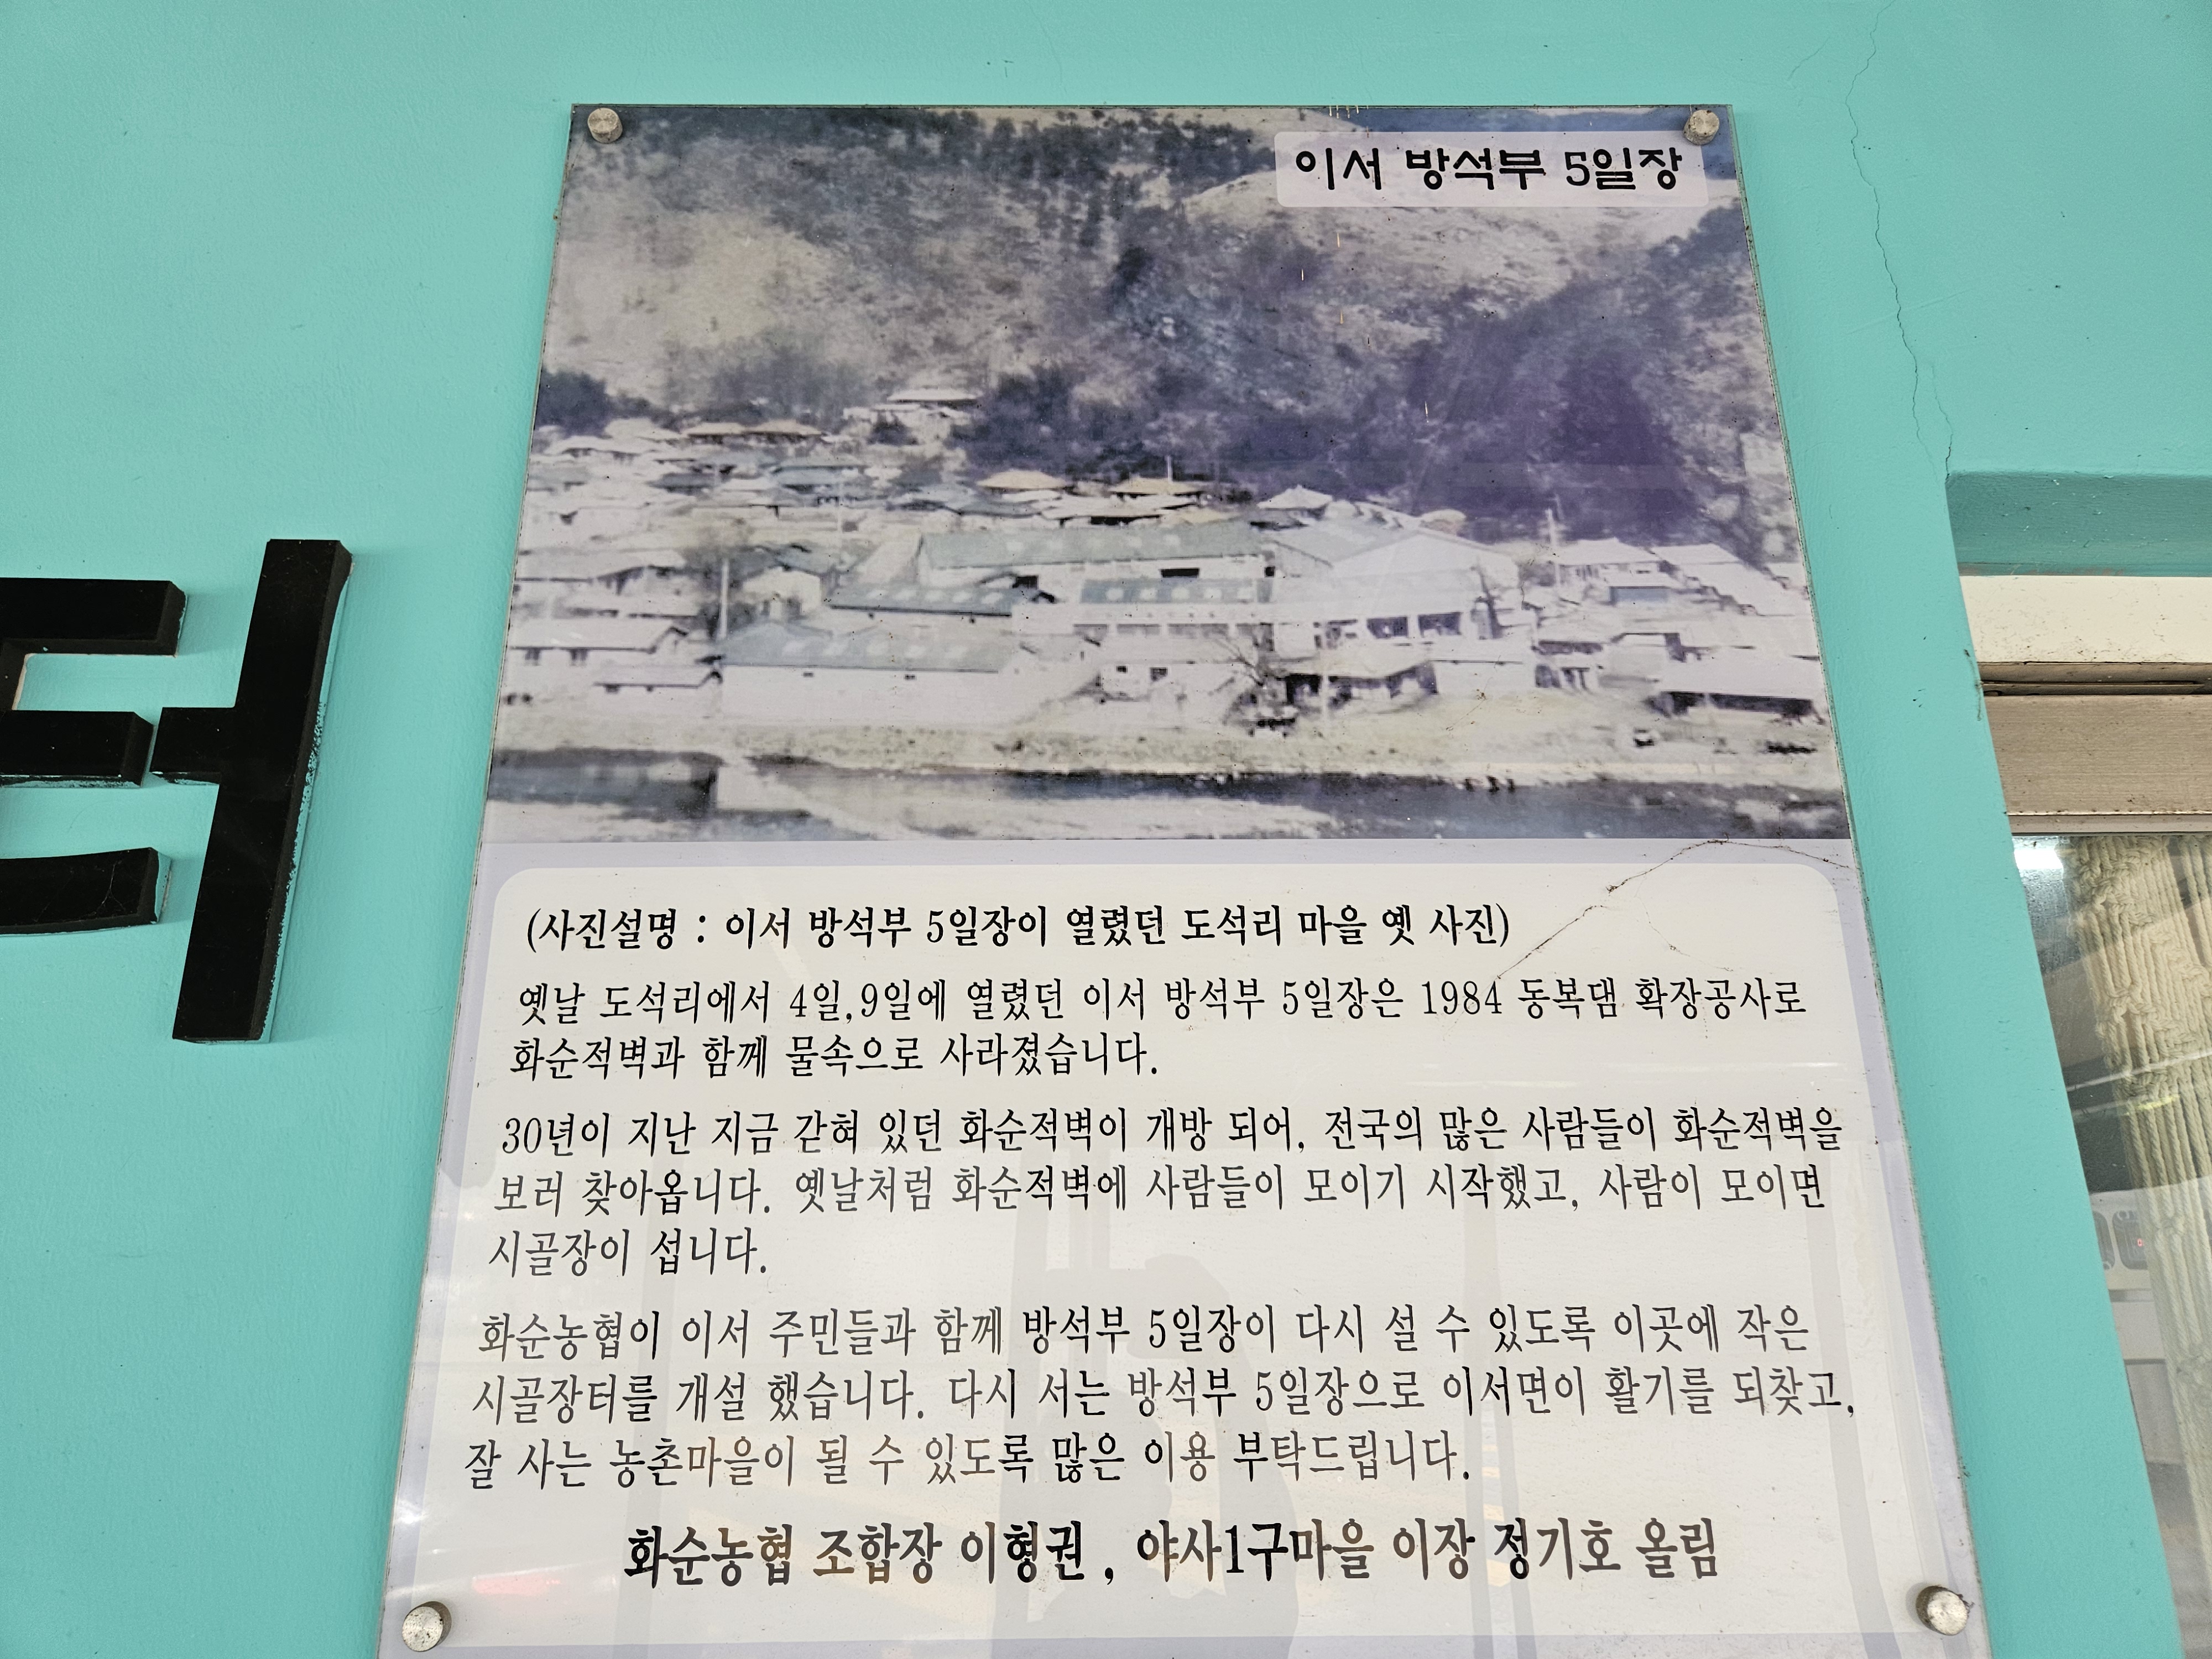 이서 방석부 5일장
터
(사진설명 : 이서 방석부 5일장이 열렸던 도석리 마을 옛 사진)
옛날 도석리에서 4일,9일에 열렸던 이서 방석부 5일장은 1984 동복댐 확장공사로
화순적벽과 함께 물속으로 사라졌습니다.
30년이 지난 지금 갇혀 있던 화순적벽이 개방 되어, 전국의 많은 사람들이 화순적벽을
보러 찾아옵니다. 옛날처럼 화순적벽에 사람들이 모이기 시작했고, 사람이 모이면
시골장이 섭니다.
화순농협이 이서 주민들과 함께 방석부 5일장이 다시 설 수 있도록 이곳에 작은
시골장터를 개설 했습니다. 다시 서는 방석부 5일장으로 이서면이 활기를 되찾고,
잘 사는 농촌마을이 될 수 있도록 많은 이용 부탁드립니다.
화순농협 조합장 이형권 , 야사1구마을 이장 정기호 올림